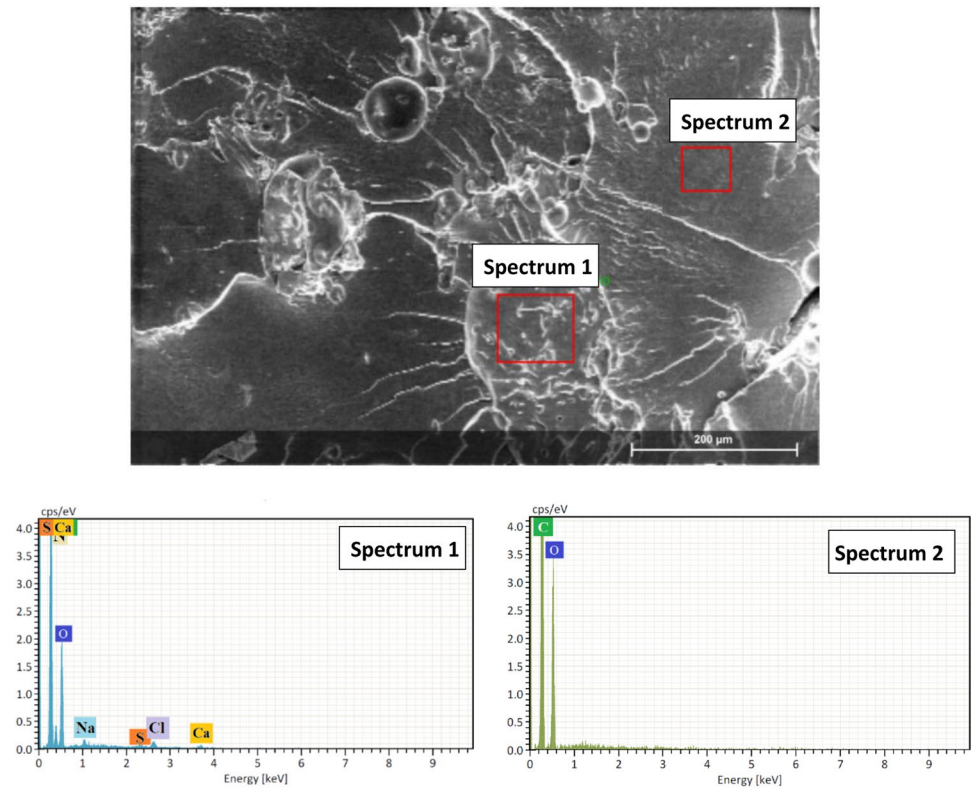 Spectrum 2
Spectrum 1
200 µm
cps/eV
4.0
3.5
3.0
2.5
2.0
1.5
1.0
0.5
0.0
S Ca
N
O
Na
S
Cl
Ca
Spectrum 1
0 1 2 3 4 5 6 7 8 9
Energy [keV]
cps/eV
4.0
3.5
3.0
2.5
2.0
1.5
1.0
0.5
0.0
C
O
Spectrum 2
0 1 2 3 4 5 6 7 8 9
Energy [keV]